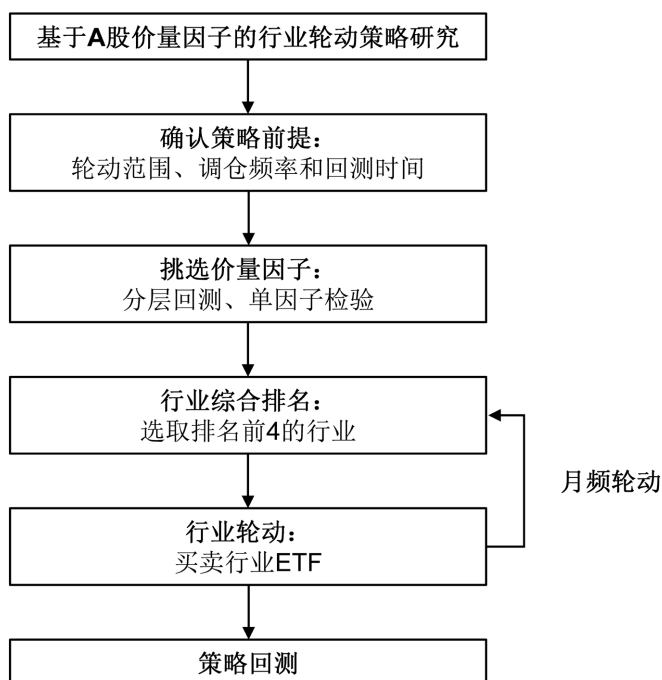 基于A股价量因子的行业轮动策略研究
确认策略前提：
轮动范围、调仓频率和回测时间
挑选价量因子：
分层回测、单因子检验
行业综合排名：
选取排名前4的行业
月频轮动
行业轮动：
买卖行业ETF
策略回测